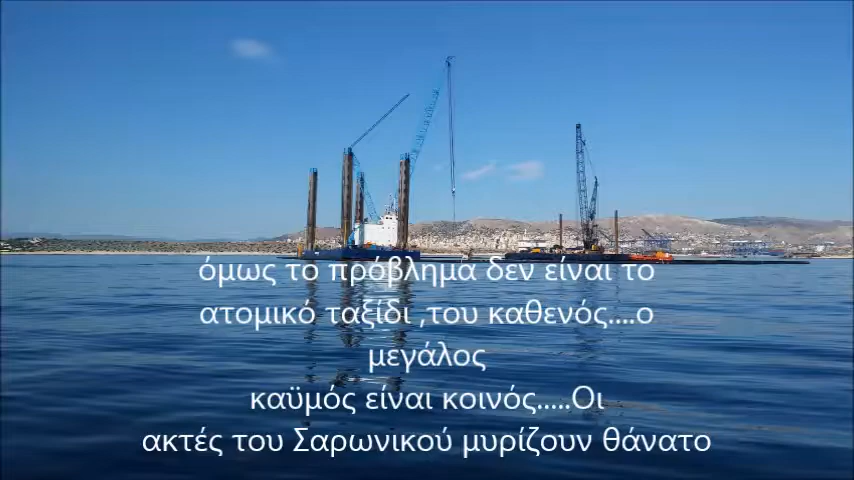 όμως το πρόβλημα δεν είναι το
ατομικό ταξίδι ,του καθενός....ο
μεγάλος
καϋμός είναι κοινός.....Οι
ακτές του Σαρωνικού μυρίζουν θάνατο